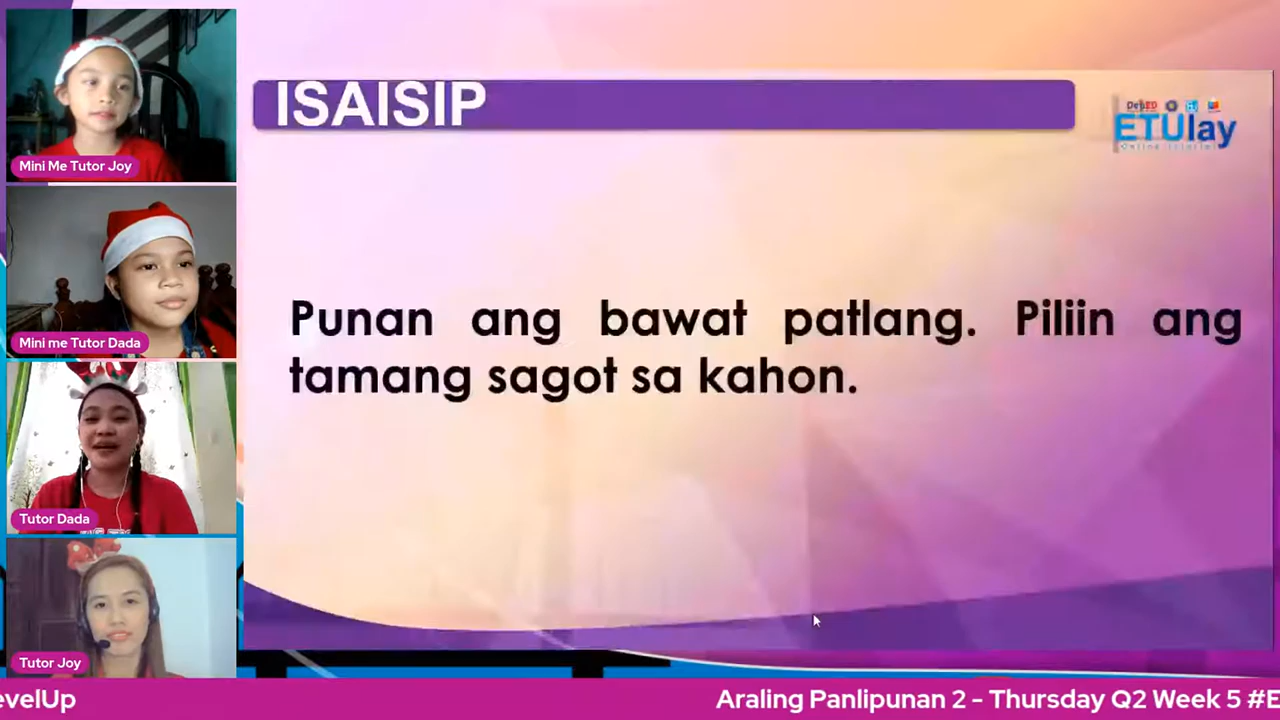 Mini Me Tutor Joy
Mini me Tutor Dada
Tutor Dada
Tutor Joy
ISAISIP
DepED
ETUlay
Online Tutorial
Punan ang bawat patlang. Piliin ang
tamang sagot sa kahon.
evelUp
Araling Panlipunan 2 - Thursday Q2 Week 5 #E